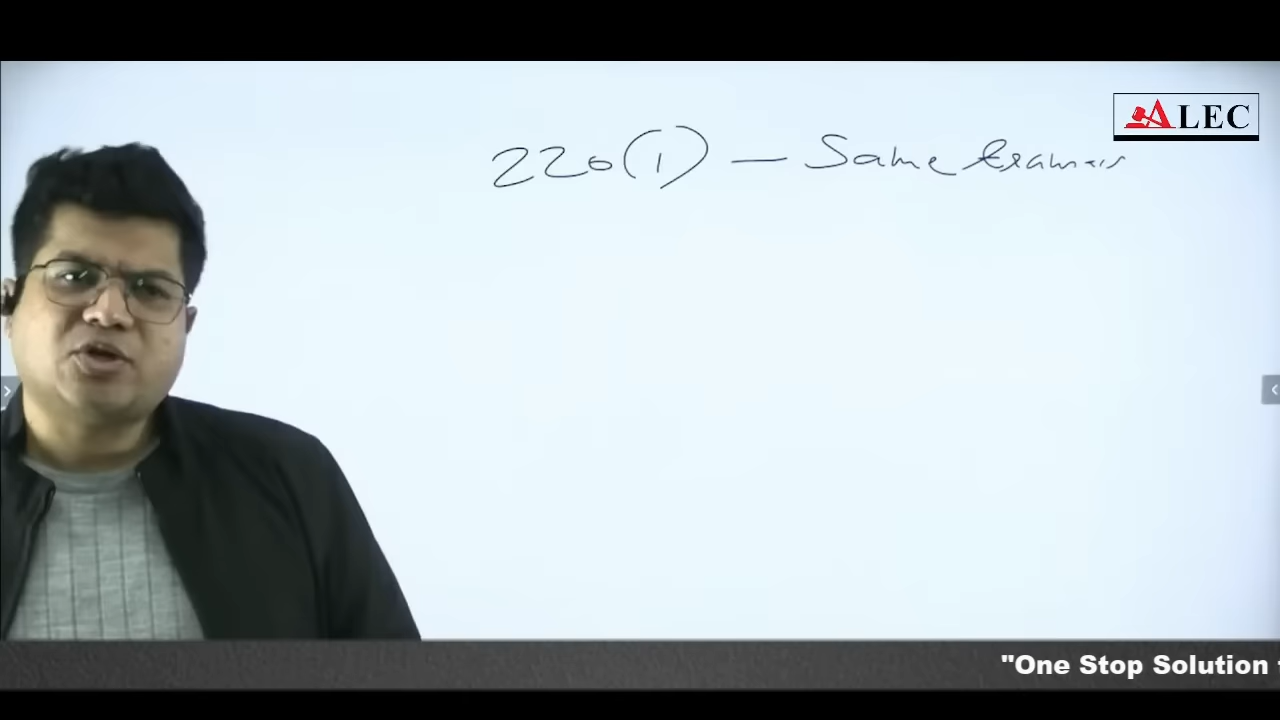 ALEC
220(1) — Same
"One Stop Solution